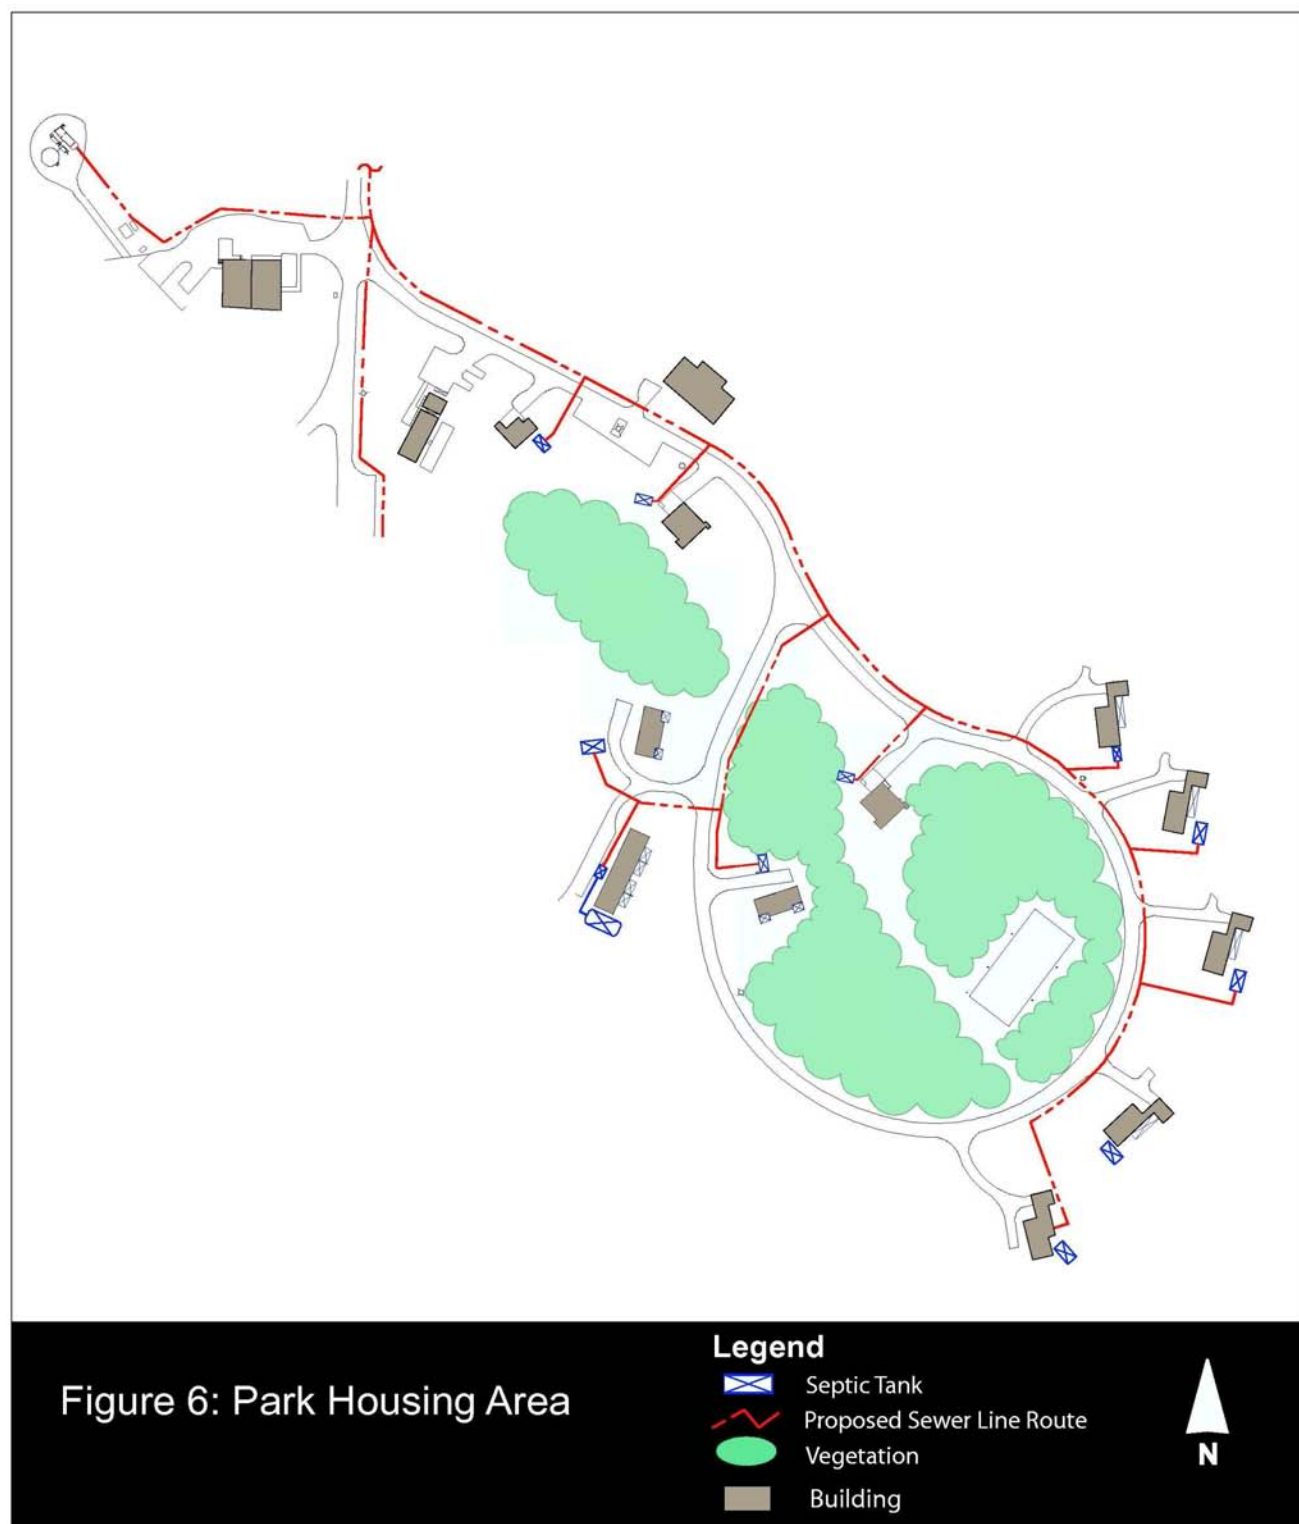 Figure 6: Park Housing Area
Legend
Septic Tank
Proposed Sewer Line Route
Vegetation
Building
N